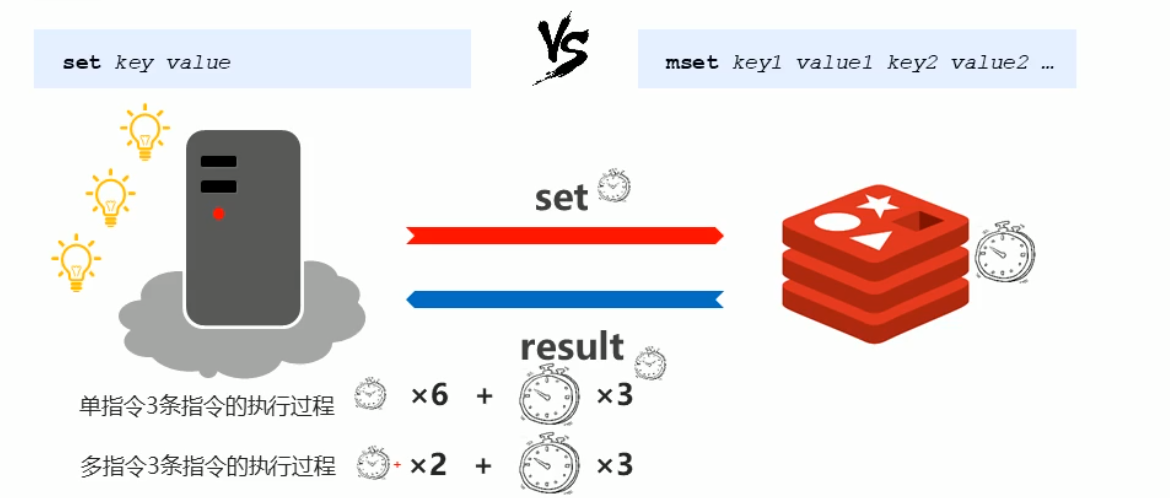 VS
set key value
mset key1 value1 key2 value2 …
set
result
单指令3条指令的执行过程 ×6 + ×3
多指令3条指令的执行过程 + ×2 + ×3